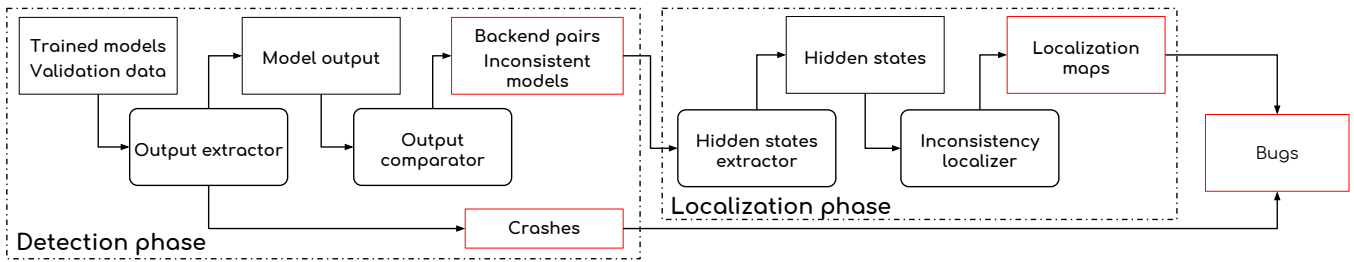 Trained models
Validation data
Output extractor
Model output
Output
comparator
Backend pairs
Inconsistent
models
Crashes
Detection phase
Hidden states
extractor
Hidden states
Inconsistency
localizer
Localization
maps
Localization phase
Bugs